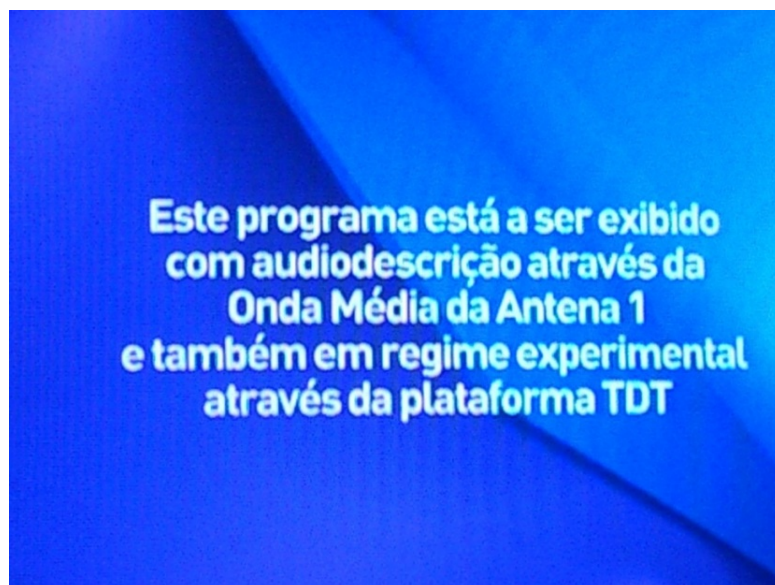 Este programa está a ser exibido
com audiodescrição através da
Onda Média da Antena 1
e também em regime experimental
através da plataforma TDT